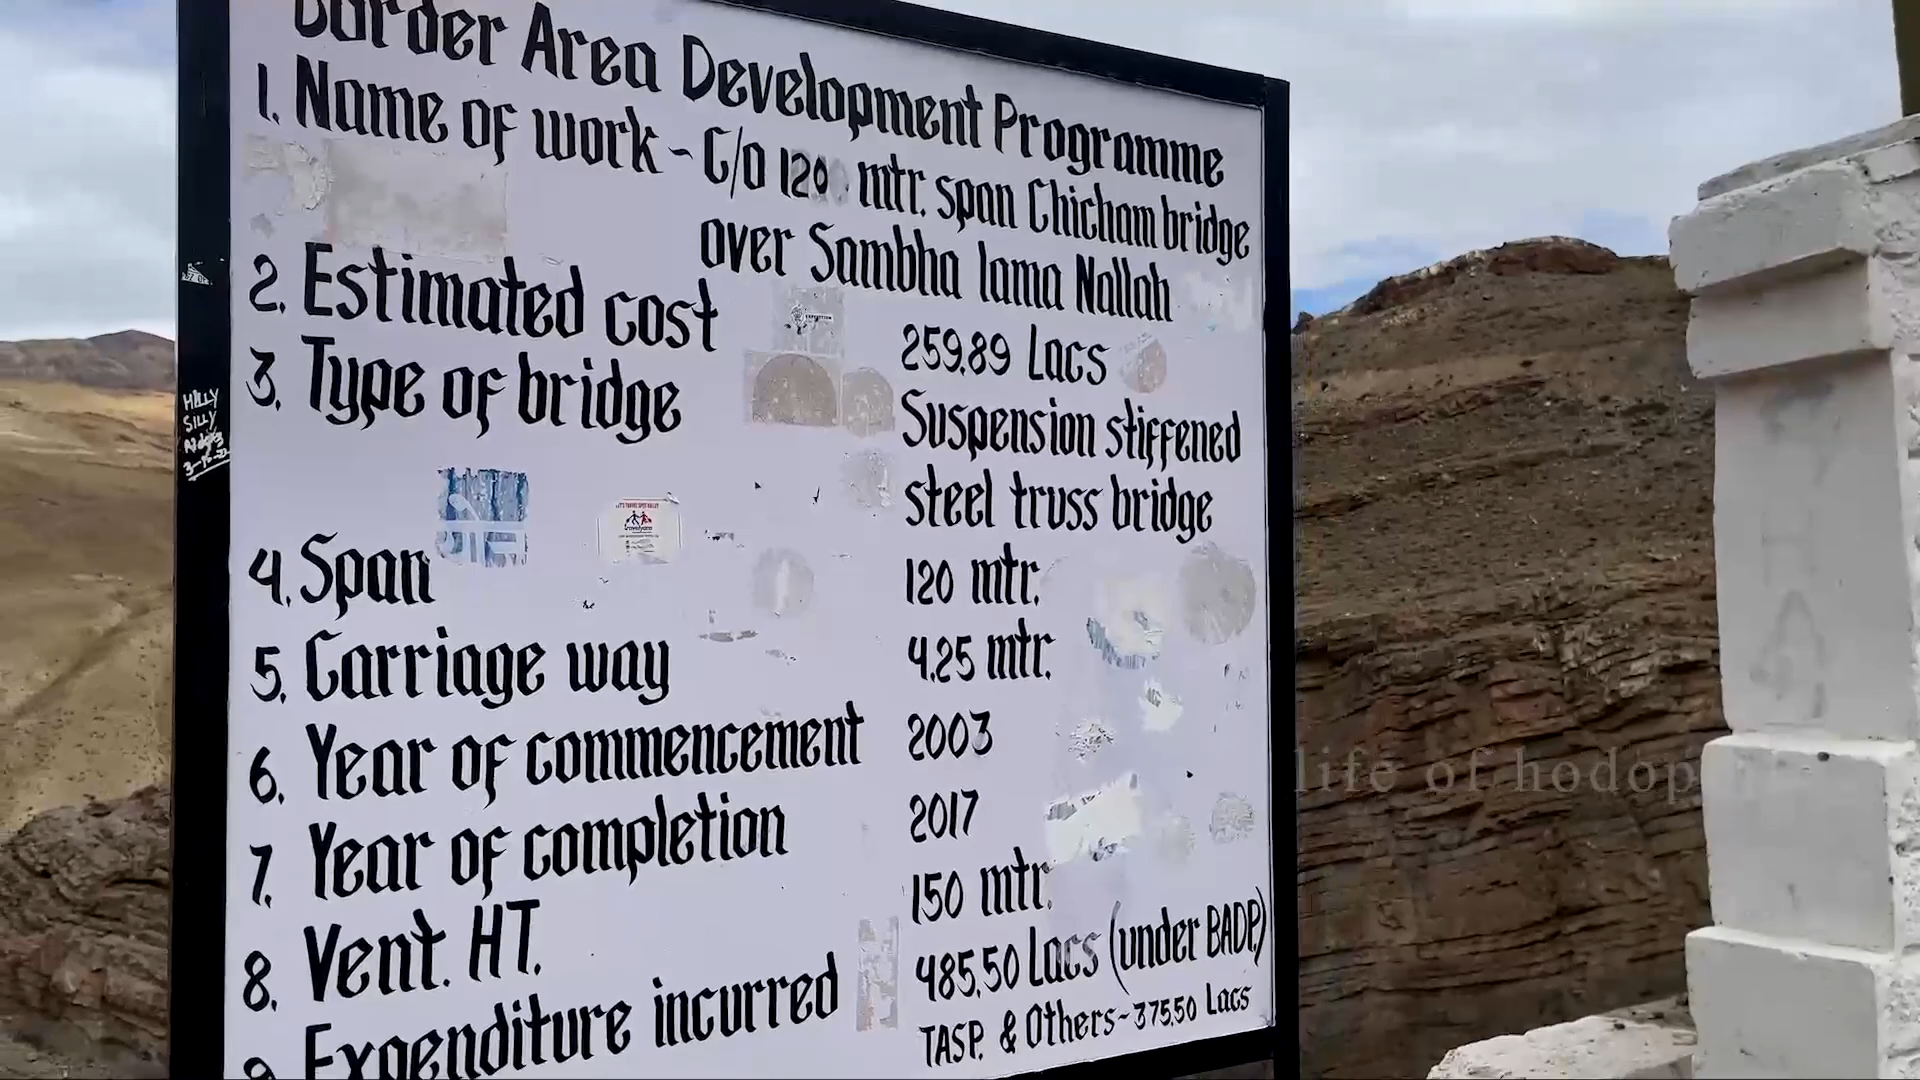 Border Area Development Programme
1. Name of work ~ C/o 120 mtr. span Chicham bridge
over Sambha lama Nallah
2. Estimated cost 259.89 Lacs
3. Type of bridge Suspension stiffened
steel truss bridge
4. Span 120 mtr.
5. Carriage way 4.25 mtr.
6. Year of commencement 2003
7. Year of completion 2017
8. Vent. HT. 150 mtr.
9. Expenditure incurred 485.50 Lacs (under BADP.)
TASP. & Others ~ 375.50 Lacs
HILLY
SILLY
life of hodop